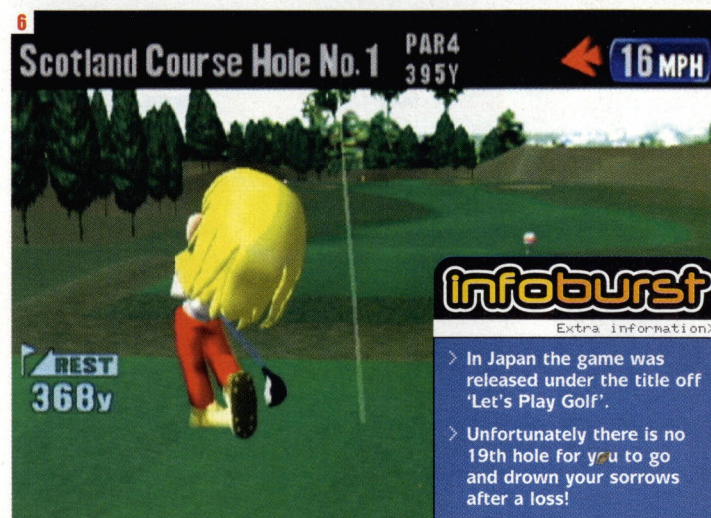 6
Scotland Course Hole No.1 PAR4
395Y
16 MPH
REST
368y
infoburst
Extra information>
> In Japan the game was
released under the title off
'Let's Play Golf'.
> Unfortunately there is no
19th hole for you to go
and drown your sorrows
after a loss!